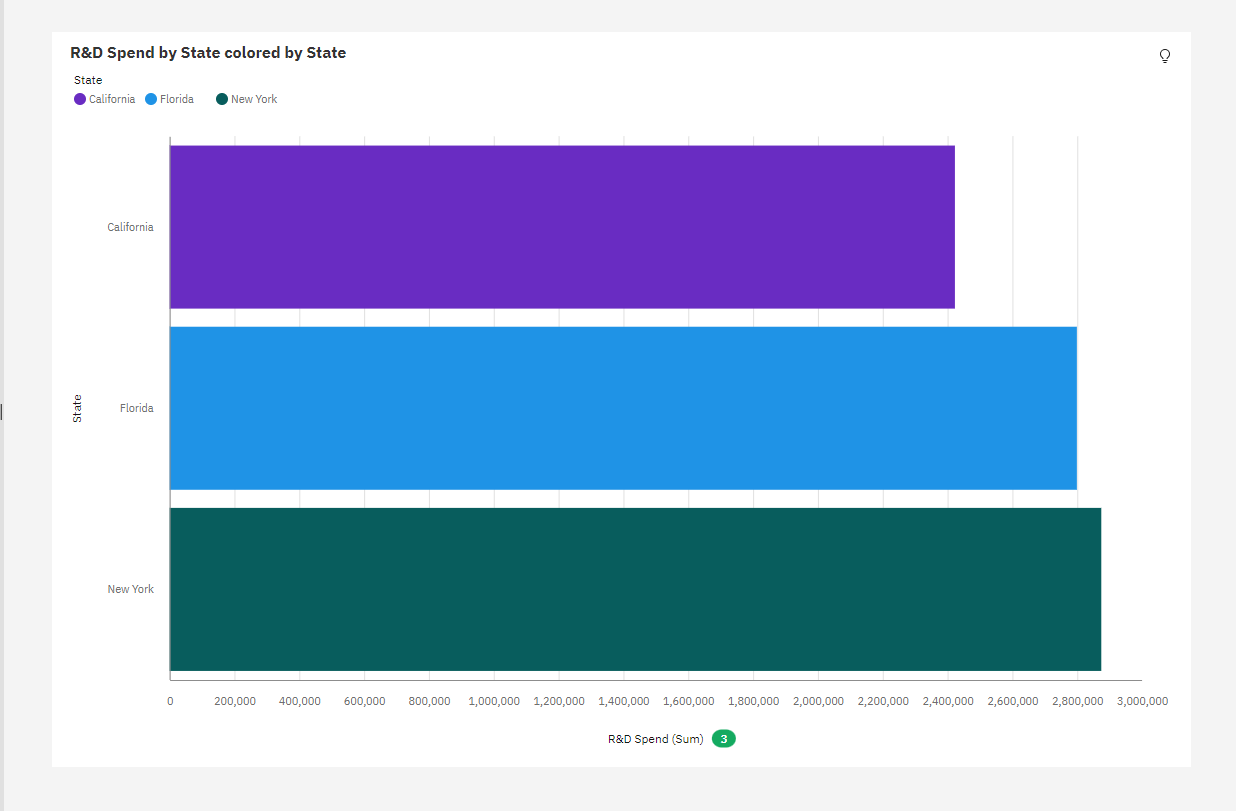 R&D Spend by State colored by State
State
California Florida New York
California
Florida
State
New York
0 200,000 400,000 600,000 800,000 1,000,000 1,200,000 1,400,000 1,600,000 1,800,000 2,000,000 2,200,000 2,400,000 2,600,000 2,800,000 3,000,000
R&D Spend (Sum) 3